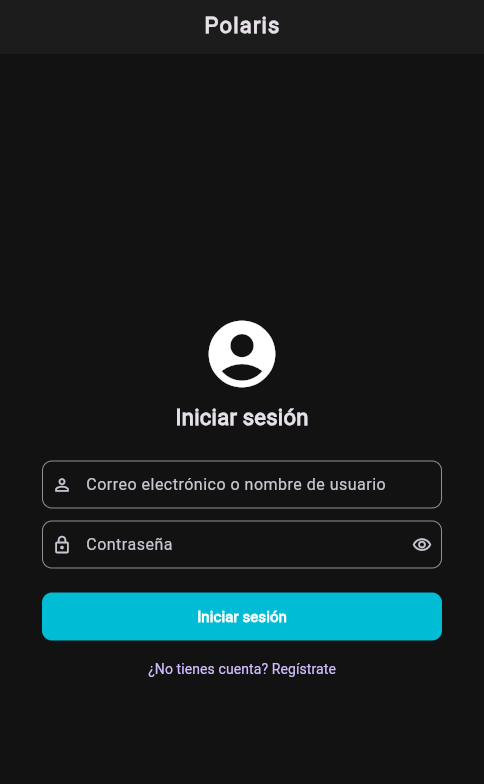 Polaris
Iniciar sesión
Correo electrónico o nombre de usuario
Contraseña
Iniciar sesión
¿No tienes cuenta? Regístrate